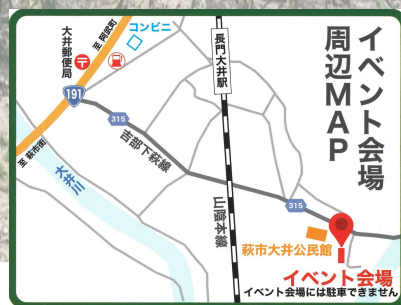 イベント会場
周辺MAP
至 阿武町
コンビニ
大井郵便局
長門大井駅
191
至 萩市街
315
吉部下萩線
大井川
山陰本線
315
萩市大井公民館
イベント会場
イベント会場には駐車できません